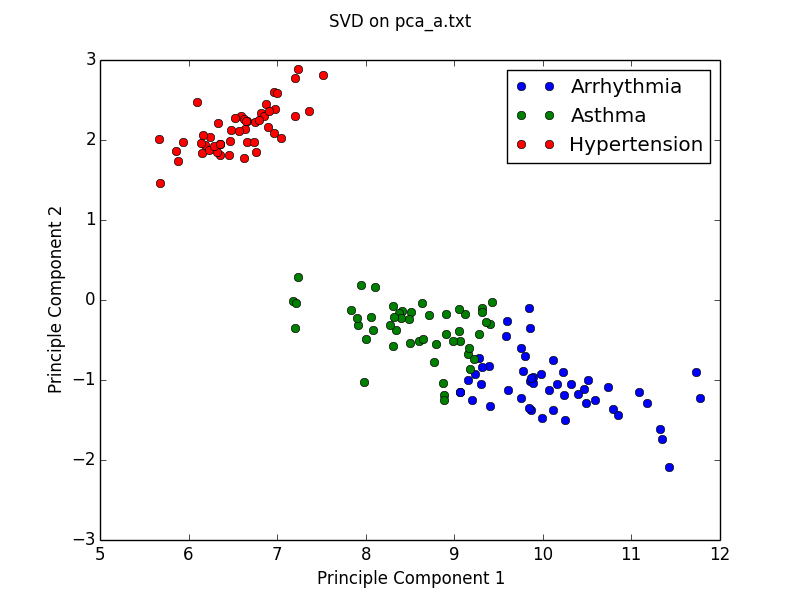 SVD on pca_a.txt
3
2
1
0
−1
−2
−3
Principle Component 2
Arrhythmia
Asthma
Hypertension
5 6 7 8 9 10 11 12
Principle Component 1